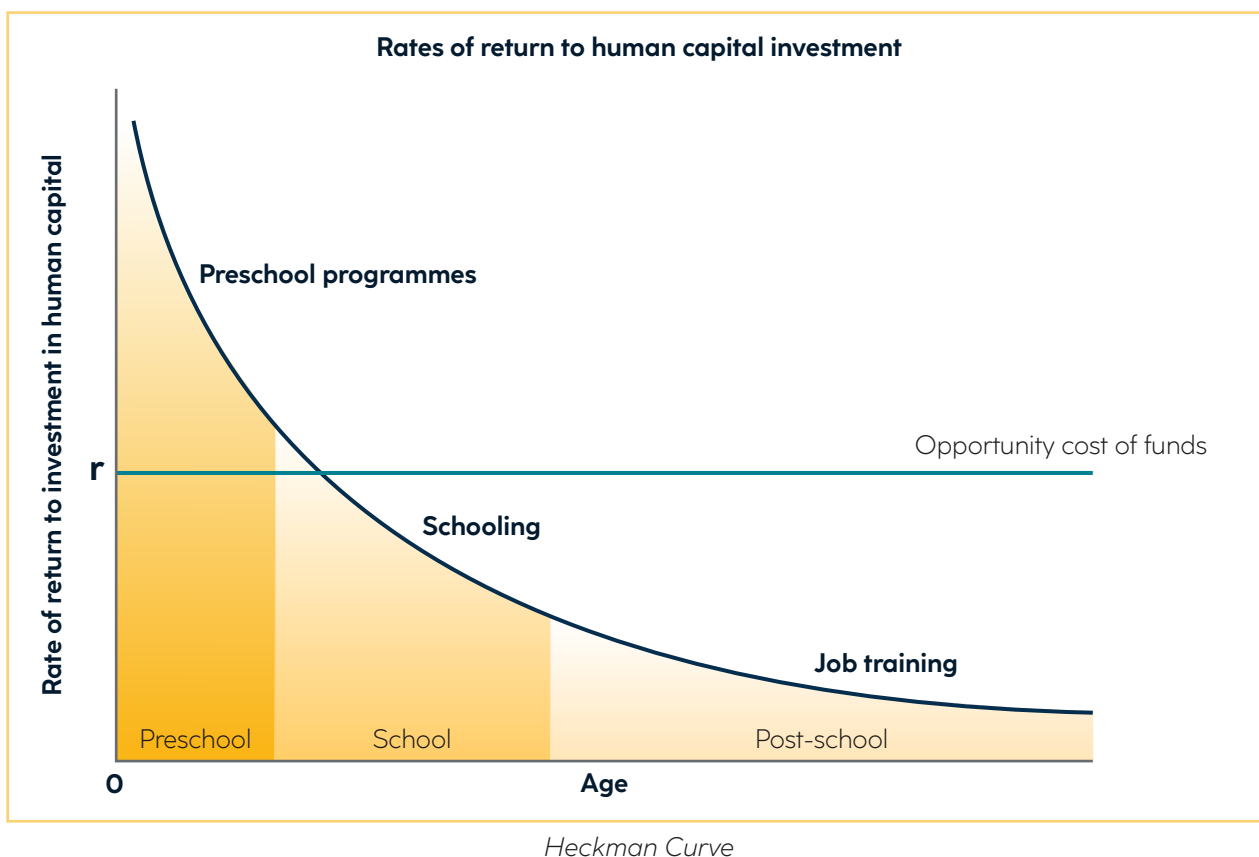 Rates of return to human capital investment
Rate of return to investment in human capital
Preschool programmes
Opportunity cost of funds
r
Schooling
Job training
Preschool
School
Post-school
0
Age
Heckman Curve